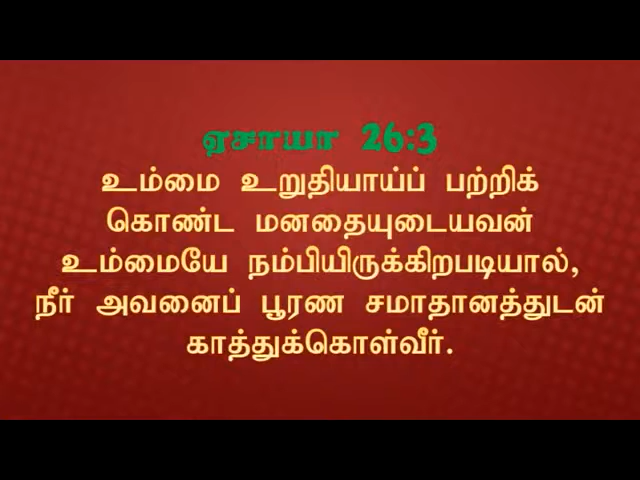 ஏசாயா 26:3
உம்மை உறுதியாய்ப் பற்றிக்
கொண்ட மனதையுடையவன்
உம்மையே நம்பியிருக்கிறபடியால்,
நீர் அவனைப் பூரண சமாதானத்துடன்
காத்துக்கொள்வீர்.